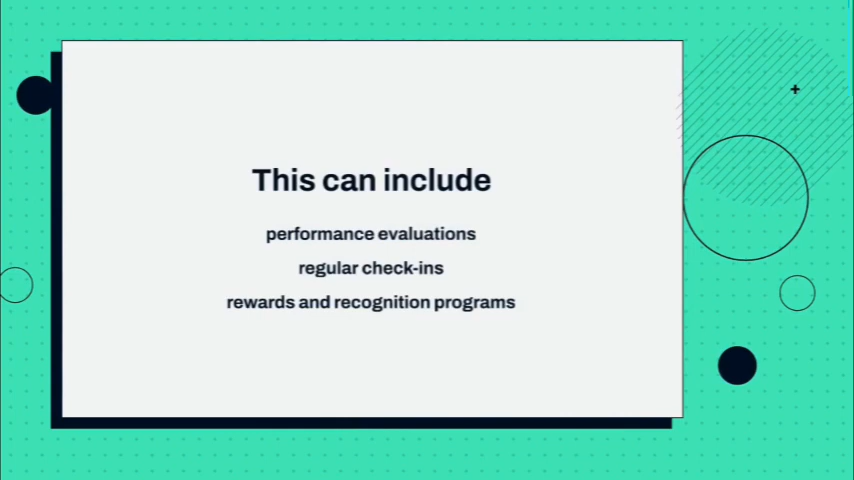 This can include
performance evaluations
regular check-ins
rewards and recognition programs